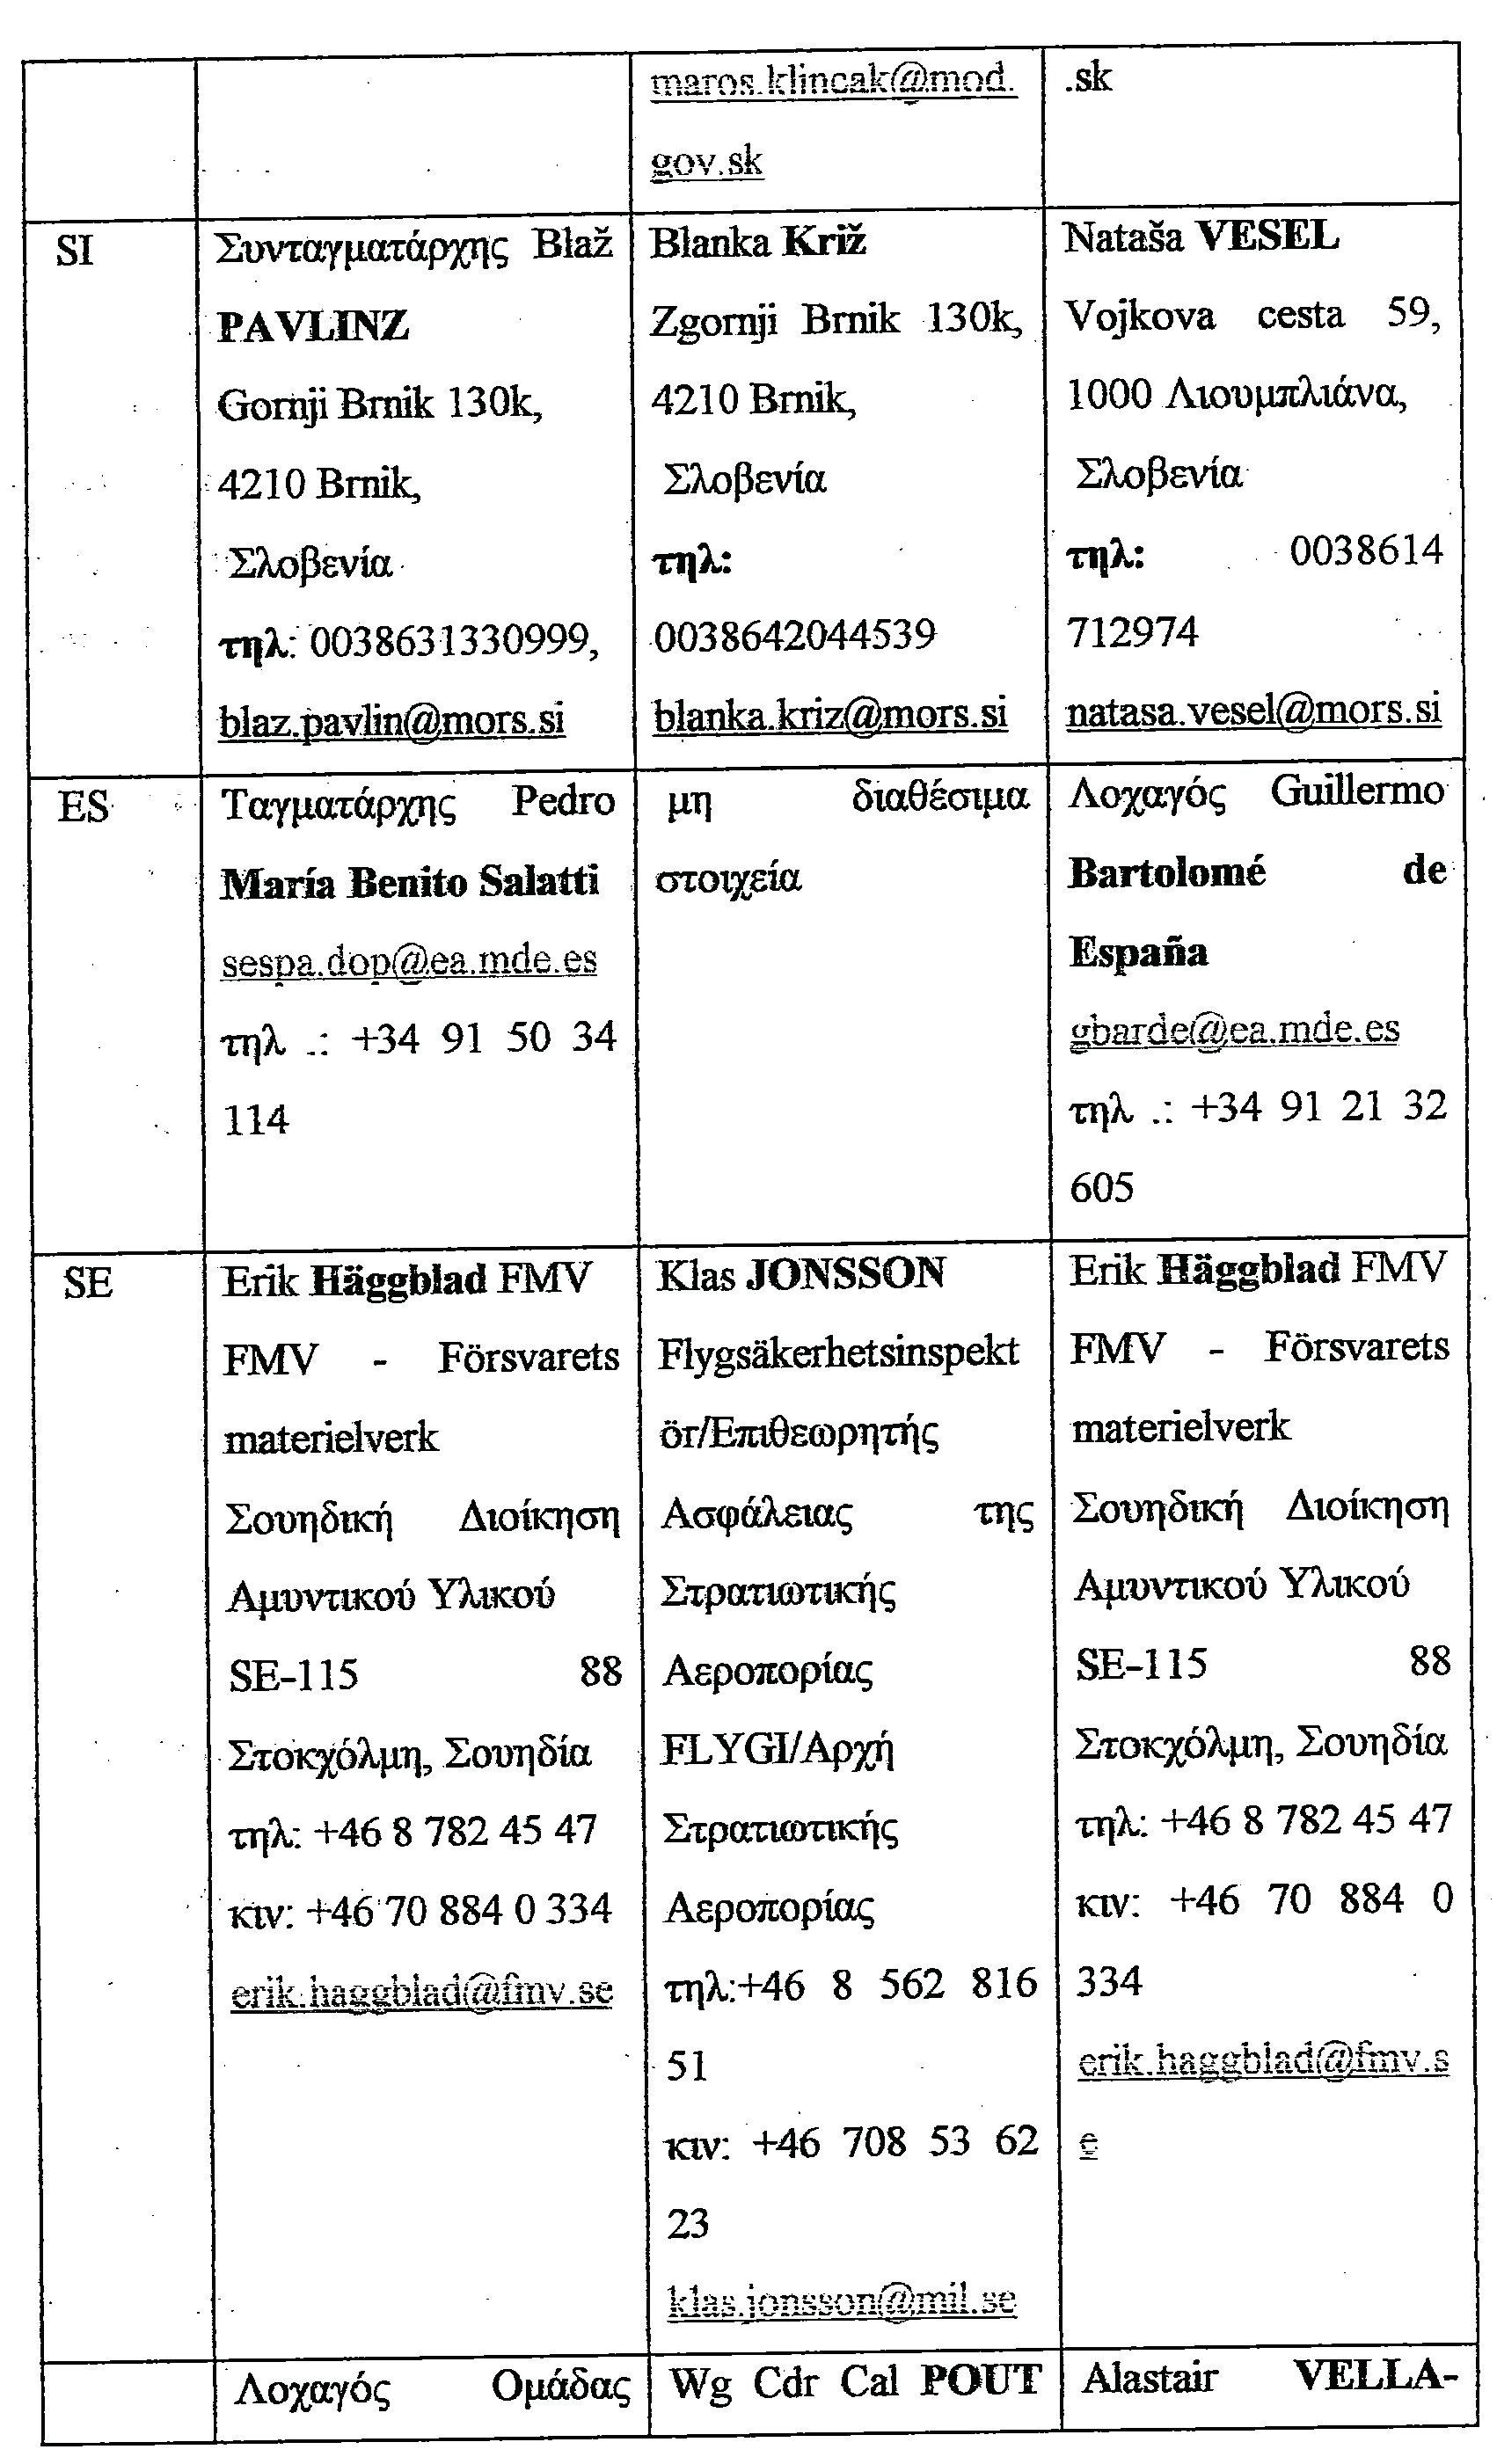 maros.klincak@mod.
gov.sk
.sk
SI
Συνταγματάρχης Blaž
PAVLINZ
Gornji Brnik 130k,
4210 Brnik,
Σλοβενία
τηλ: 0038631330999,
blaz.pavlin@mors.si
Blanka Križ
Zgornji Brnik 130k,
4210 Brnik,
Σλοβενία
τηλ:
0038642044539
blanka.kriz@mors.si
Nataša VESEL
Vojkova cesta 59,
1000 Λιουμπλιάνα,
Σλοβενία
τηλ: 0038614
712974
natasa.vesel@mors.si
ES
Ταγματάρχης Pedro
María Benito Salatti
sespa.dop@ea.mde.es
τηλ .: +34 91 50 34
114
μη διαθέσιμα
στοιχεία
Λοχαγός Guillermo
Bartolomé de
España
gbarde@ea.mde.es
τηλ .: +34 91 21 32
605
SE
Erik Häggblad FMV
FMV - Försvarets
materielverk
Σουηδική Διοίκηση
Αμυντικού Υλικού
SE-115 88
Στοκχόλμη, Σουηδία
τηλ: +46 8 782 45 47
κιν: +46 70 884 0 334
erik.haggblad@fmv.se
Klas JONSSON
Flygsäkerhetsinspekt
ör/Επιθεωρητής
Ασφάλειας της
Στρατιωτικής
Αεροπορίας
FLYGI/Αρχή
Στρατιωτικής
Αεροπορίας
τηλ:+46 8 562 816
51
κιν: +46 708 53 62
23
klas.jonsson@mil.se
Erik Häggblad FMV
FMV - Försvarets
materielverk
Σουηδική Διοίκηση
Αμυντικού Υλικού
SE-115 88
Στοκχόλμη, Σουηδία
τηλ: +46 8 782 45 47
κιν: +46 70 884 0
334
erik.haggblad@fmv.s
e
Λοχαγός Ομάδας
Wg Cdr Cal POUT
Alastair VELLA-